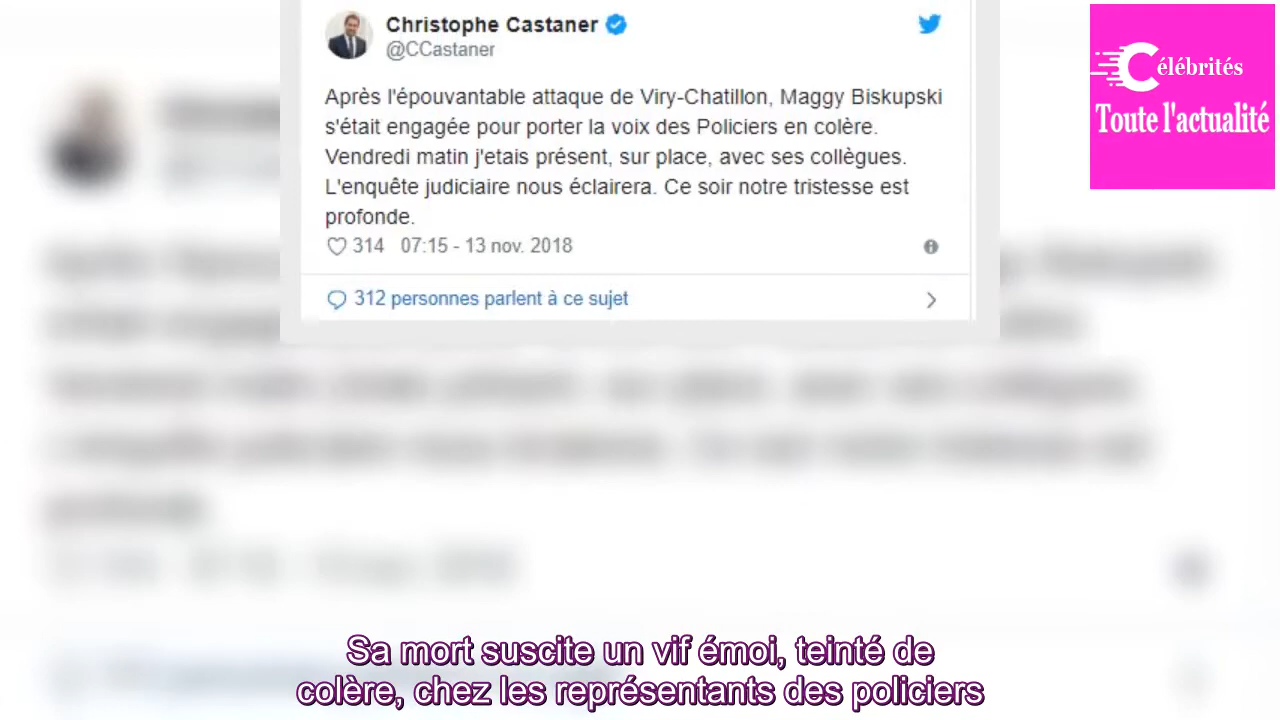 Christophe Castaner
@CCastaner
Après l'épouvantable attaque de Viry-Chatillon, Maggy Biskupski
s'était engagée pour porter la voix des Policiers en colère.
Vendredi matin j'etais présent, sur place, avec ses collègues.
L'enquête judiciaire nous éclairera. Ce soir notre tristesse est
profonde.
314 07:15 - 13 nov. 2018
312 personnes parlent à ce sujet
Célébrités
Toute l'actualité
Sa mort suscite un vif émoi, teinté de
colère, chez les représentants des policiers